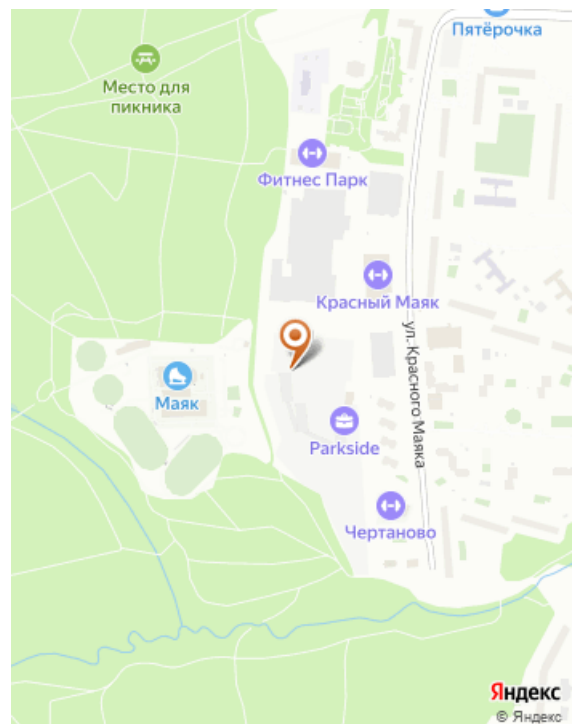 Пятёрочка
Место для
пикника
Фитнес Парк
Красный Маяк
ул. Красного Маяка
Маяк
Parkside
Чертаново
Яндекс
© Яндекс